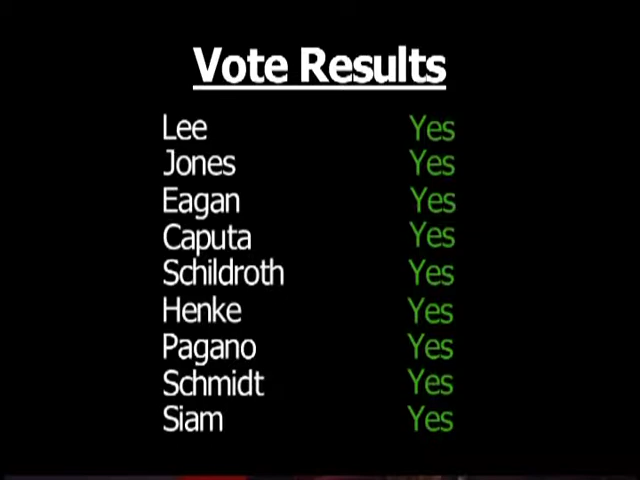 Vote Results
Lee Yes
Jones Yes
Eagan Yes
Caputa Yes
Schildroth Yes
Henke Yes
Pagano Yes
Schmidt Yes
Siam Yes